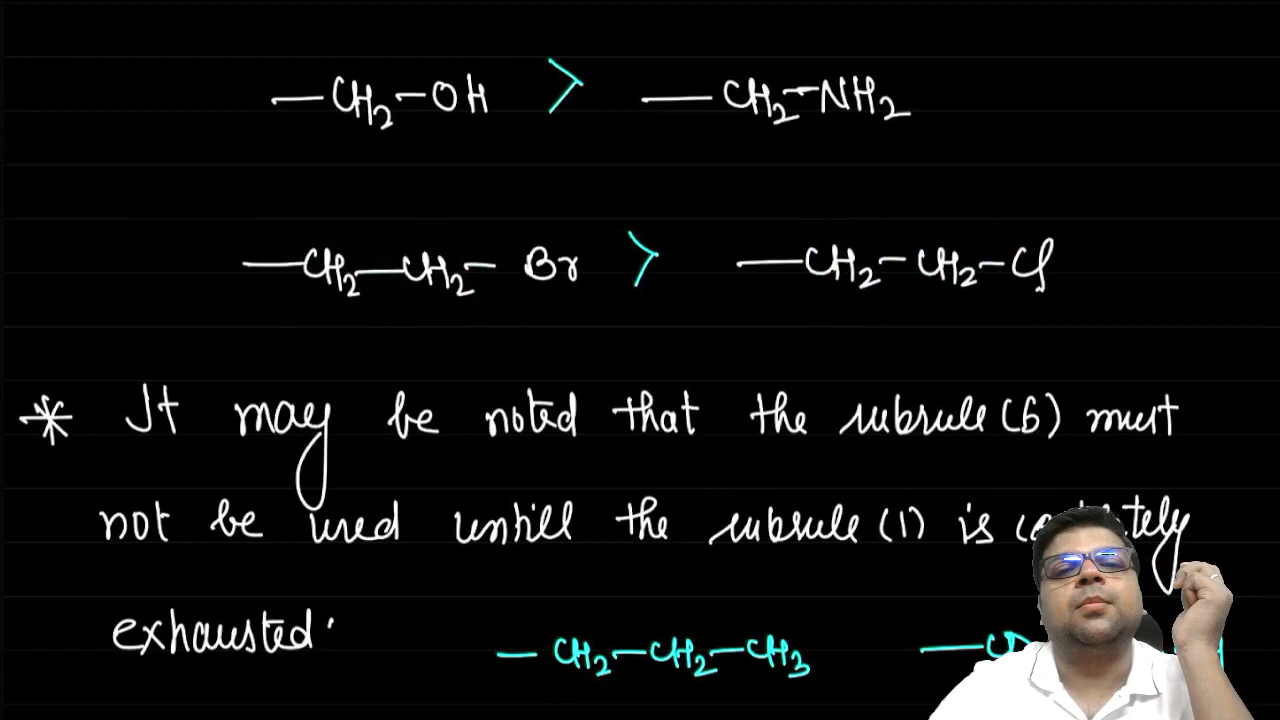 —CH2—OH > —CH2—NH2
—CH2—CH2—Br > —CH2—CH2—Cl
* It may be noted that the subrule (6) must
not be used untill the subrule (1) is
exhausted.
—CH2—CH2—CH3